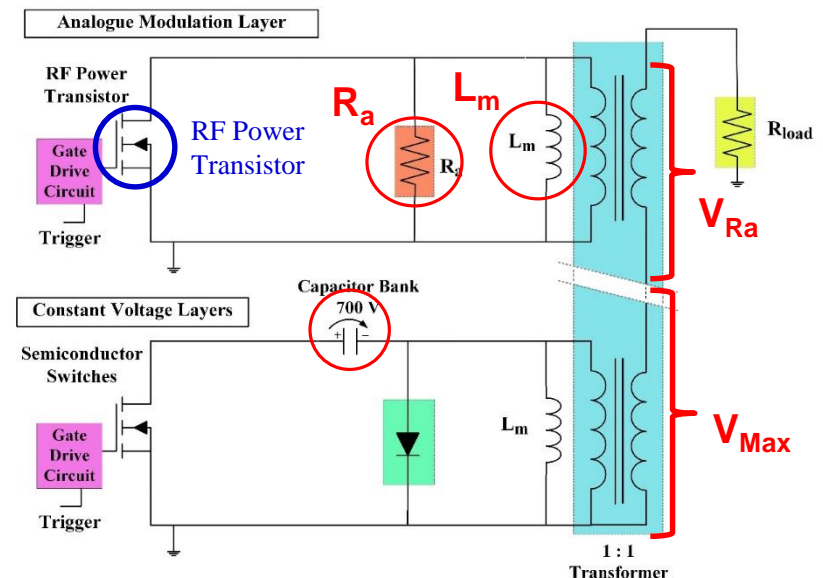 Analogue Modulation Layer
RF Power
Transistor
Gate
Drive
Circuit
Trigger
RF Power
Transistor
Ra
Ra
Lm
Lm
Rload
VRa
Constant Voltage Layers
Capacitor Bank
700 V
+ −
Semiconductor
Switches
Gate
Drive
Circuit
Trigger
Lm
VMax
1 : 1
Transformer